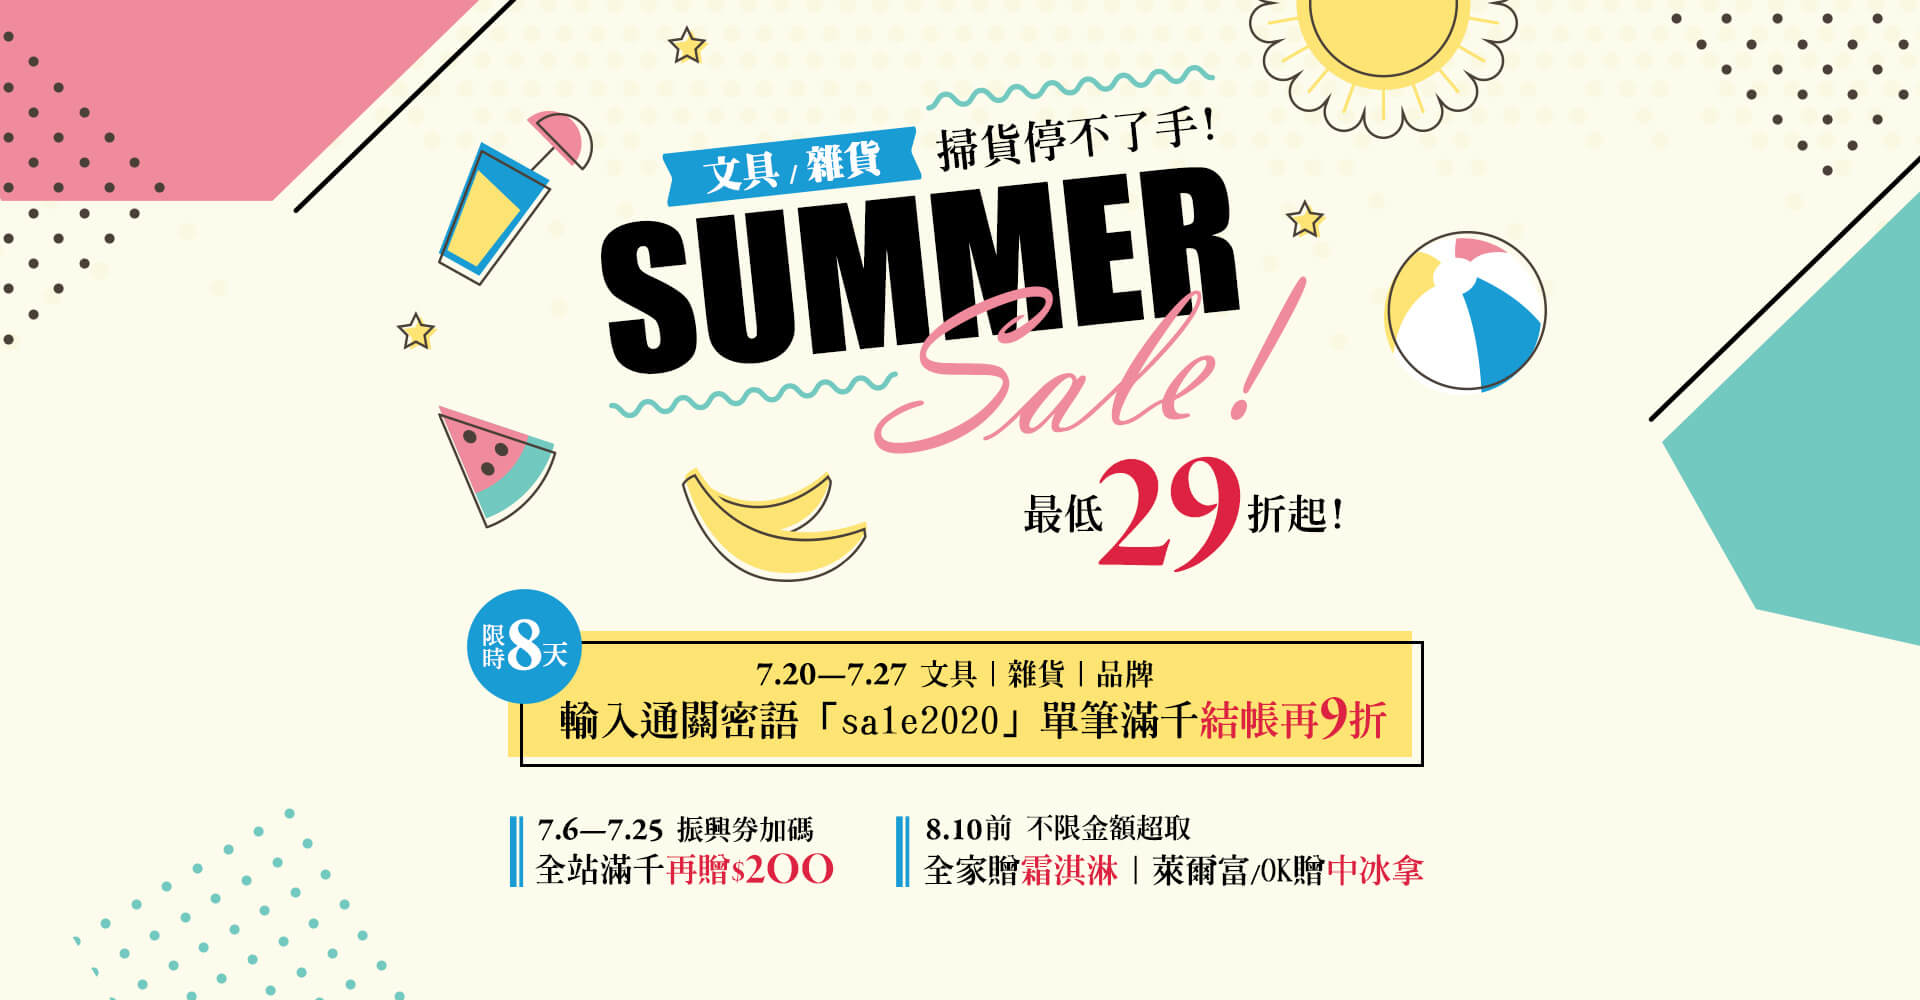 文具/雜貨 掃貨停不了手!
SUMMER
Sale!
最低29折起!
限時8天
7.20—7.27 文具|雜貨|品牌
輸入通關密語「sale2020」單筆滿千結帳再9折
7.6—7.25 振興券加碼
全站滿千再贈$200
8.10前 不限金額超取
全家贈霜淇淋|萊爾富/OK贈中冰拿